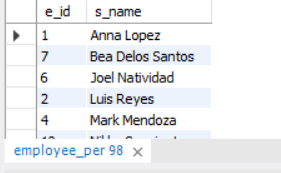 e_id s_name
1 Anna Lopez
7 Bea Delos Santos
6 Joel Natividad
2 Luis Reyes
4 Mark Mendoza
employee_per 98 ×